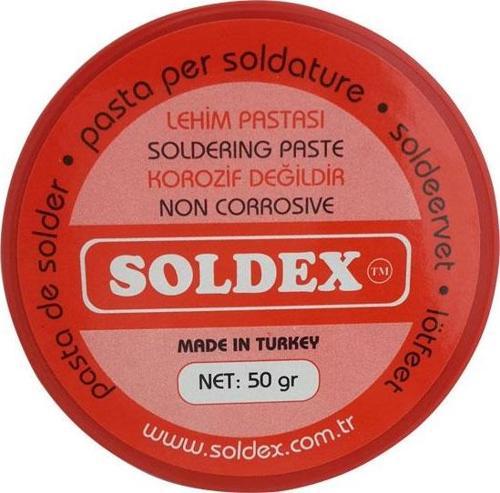 pasta de solder • pasta per soldature • soldeervet • lötfeet
LEHİM PASTASI
SOLDERING PASTE
KOROZİF DEĞİLDİR
NON CORROSIVE
SOLDEX TM
MADE IN TURKEY
NET: 50 gr
www.soldex.com.tr